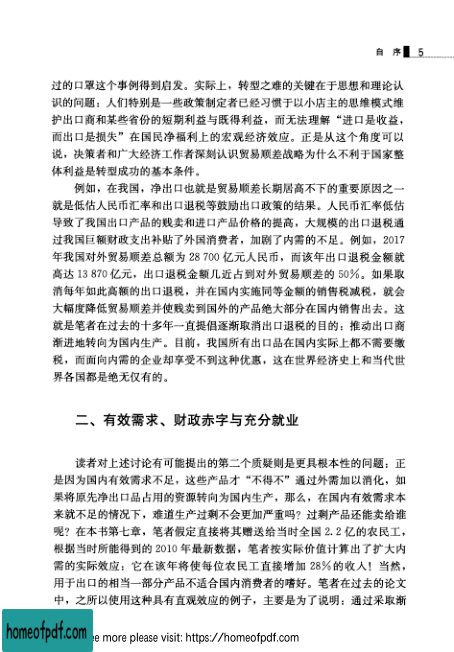 自 序 5
过的口罩这个事例得到启发。实际上，转型之难的关键在于思想和理论认
识的问题：人们特别是一些政策制定者已经习惯于以小店主的思维模式维
护出口商和某些省份的短期利益与既得利益，而无法理解“进口是收益，
而出口是损失”在国民净福利上的宏观经济效应。正是从这个角度可以
说，决策者和广大经济工作者深刻认识贸易顺差战略为什么不利于国家整
体利益是转型成功的基本条件。
例如，在我国，净出口也就是贸易顺差长期居高不下的重要原因之一
就是低估人民币汇率和出口退税等鼓励出口政策的结果。人民币汇率低估
导致了我国出口产品的贱卖和进口产品价格的提高，大规模的出口退税通
过我国巨额财政支出补贴了外国消费者，加剧了内需的不足。例如，2017
年我国对外贸易顺差总额为 28 700 亿元人民币，而该年出口退税金额就
高达 13 870 亿元，出口退税金额几近占到对外贸易顺差的 50%。如果取
消每年如此高额的出口退税，并在国内实施同等金额的销售税减税，就会
大幅度降低贸易顺差并使贱卖到国外的产品绝大部分在国内销售出去。这
就是笔者在过去的十多年一直提倡逐渐取消出口退税的目的：推动出口商
渐进地转向为国内生产。目前，我国所有出口品在国内实际上都不需要缴
税，而面向内需的企业却享受不到这种优惠，这在世界经济史上和当代世
界各国都是绝无仅有的。
二、有效需求、财政赤字与充分就业
读者对上述讨论有可能提出的第二个质疑则是更具根本性的问题：正
是因为国内有效需求不足，这些产品才“不得不”通过外需加以消化，如
果将原先净出口品占用的资源转向为国内生产，那么，在国内有效需求本
来就不足的情况下，难道生产过剩不会更加严重吗？过剩产品还能卖给谁
呢？在本书第七章，笔者假定直接将其赠送给当时全国 2.2 亿的农民工，
根据当时所能得到的 2010 年最新数据，笔者按实际价值计算出了扩大内
需的实际效应：它在该年将使每位农民工直接增加 28%的收入！当然，
用于出口的相当一部分产品不适合国内消费者的嗜好。笔者在过去的论文
中，之所以使用这种具有直观效应的例子，主要是为了说明：通过采取渐
homeofpdf.com
e more please visit: https://homeofpdf.com